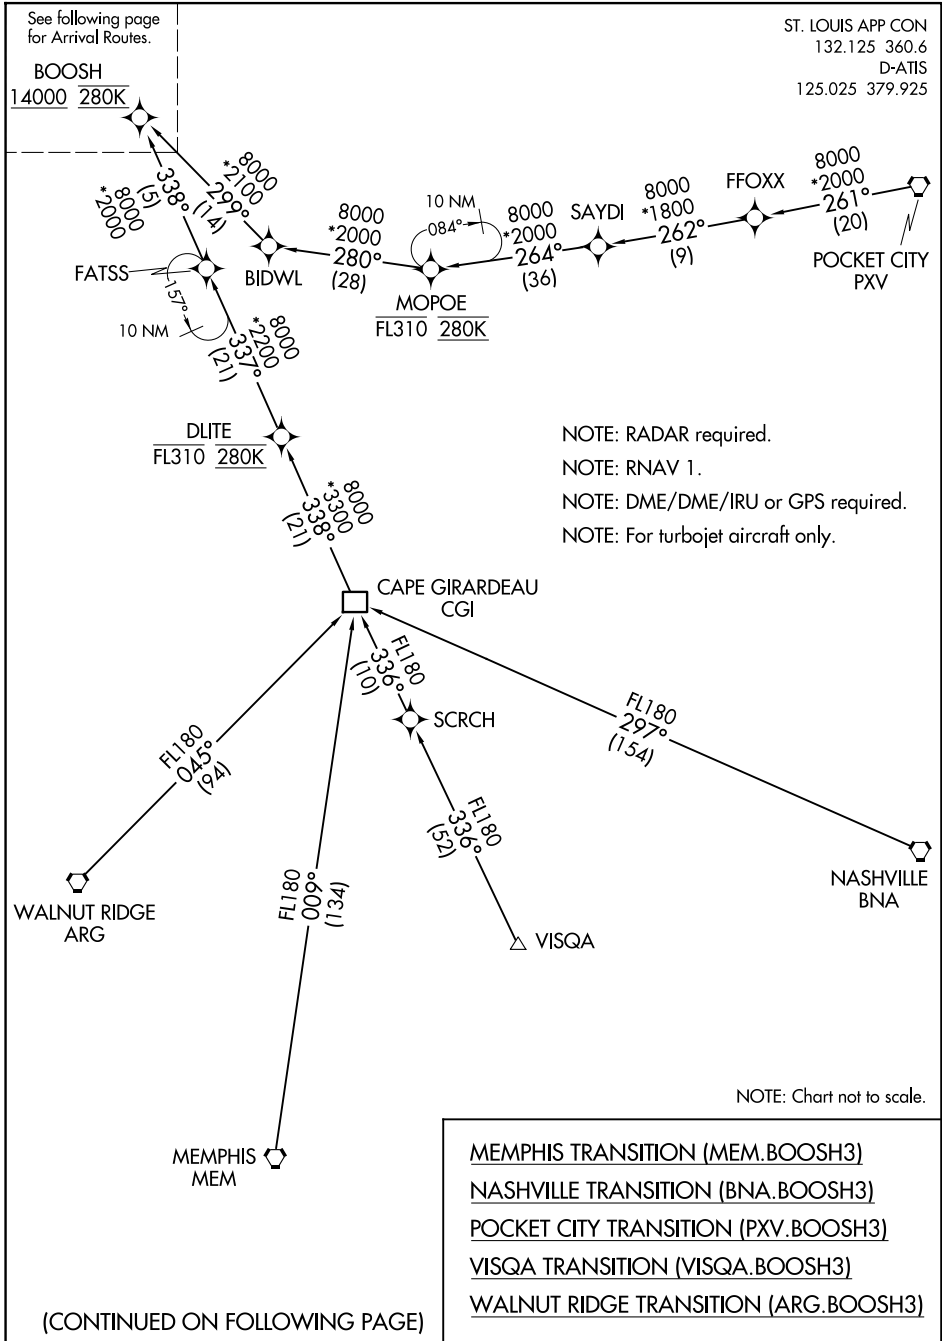 See following page
for Arrival Routes.
ST. LOUIS APP CON
132.125 360.6
D-ATIS
125.025 379.925
BOOSH
14000 280K
8000
*2000
338°
(5)
8000
*2100
299°
(14)
8000
*2000
280°
(28)
10 NM
084°
8000
*2000
264°
(36)
SAYDI
8000
*1800
262°
(9)
FFOXX
8000
*2000
261°
(20)
POCKET CITY
PXV
FATSS
BIDWL
MOPOE
FL310 280K
157°
10 NM
8000
*2200
337°
(21)
DLITE
FL310 280K
NOTE: RADAR required.
NOTE: RNAV 1.
NOTE: DME/DME/IRU or GPS required.
NOTE: For turbojet aircraft only.
8000
*3300
338°
(21)
CAPE GIRARDEAU
CGI
FL180
336°
(10)
SCRCH
FL180
297°
(154)
FL180
045°
(94)
FL180
336°
(52)
FL180
009°
(134)
WALNUT RIDGE
ARG
VISQA
NASHVILLE
BNA
MEMPHIS
MEM
NOTE: Chart not to scale.
MEMPHIS TRANSITION (MEM.BOOSH3)
NASHVILLE TRANSITION (BNA.BOOSH3)
POCKET CITY TRANSITION (PXV.BOOSH3)
VISQA TRANSITION (VISQA.BOOSH3)
WALNUT RIDGE TRANSITION (ARG.BOOSH3)
(CONTINUED ON FOLLOWING PAGE)